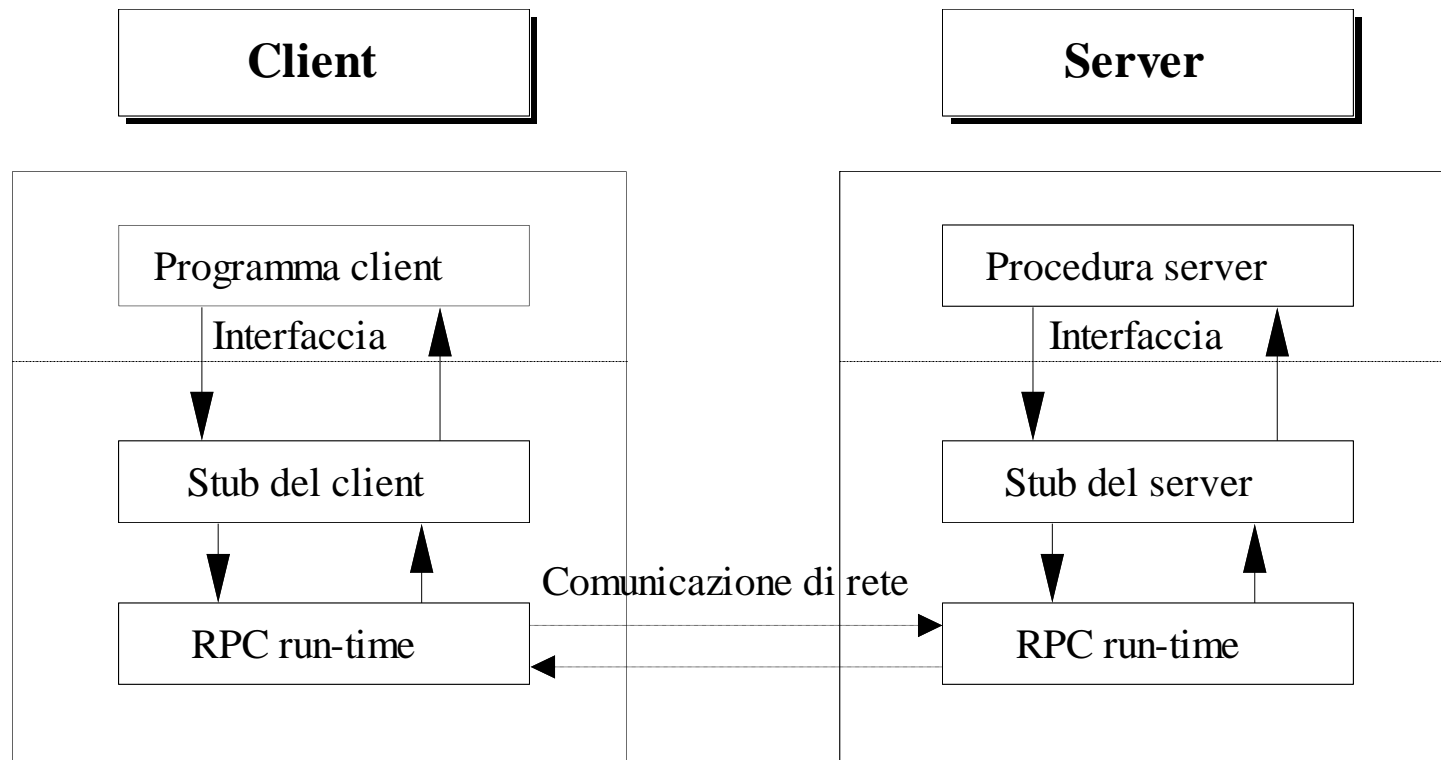 Client
Server
Programma client
Procedura server
Interfaccia
Interfaccia
Stub del client
Stub del server
Comunicazione di rete
RPC run-time
RPC run-time